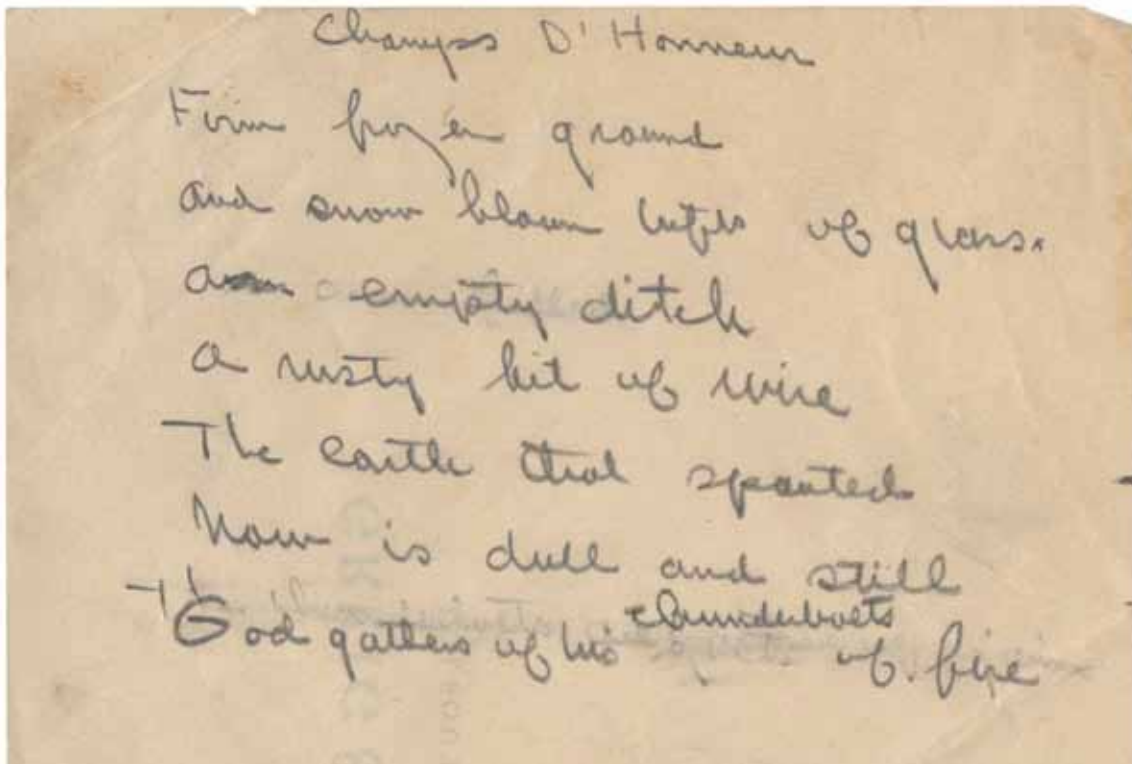 Champs D'Honneur
Firm frozen ground
and snow blown tufts of grass.
an empty ditch
a rusty bit of wire
The earth that spouted
Now is dull and still
God gathers up his thunderbolts of fire